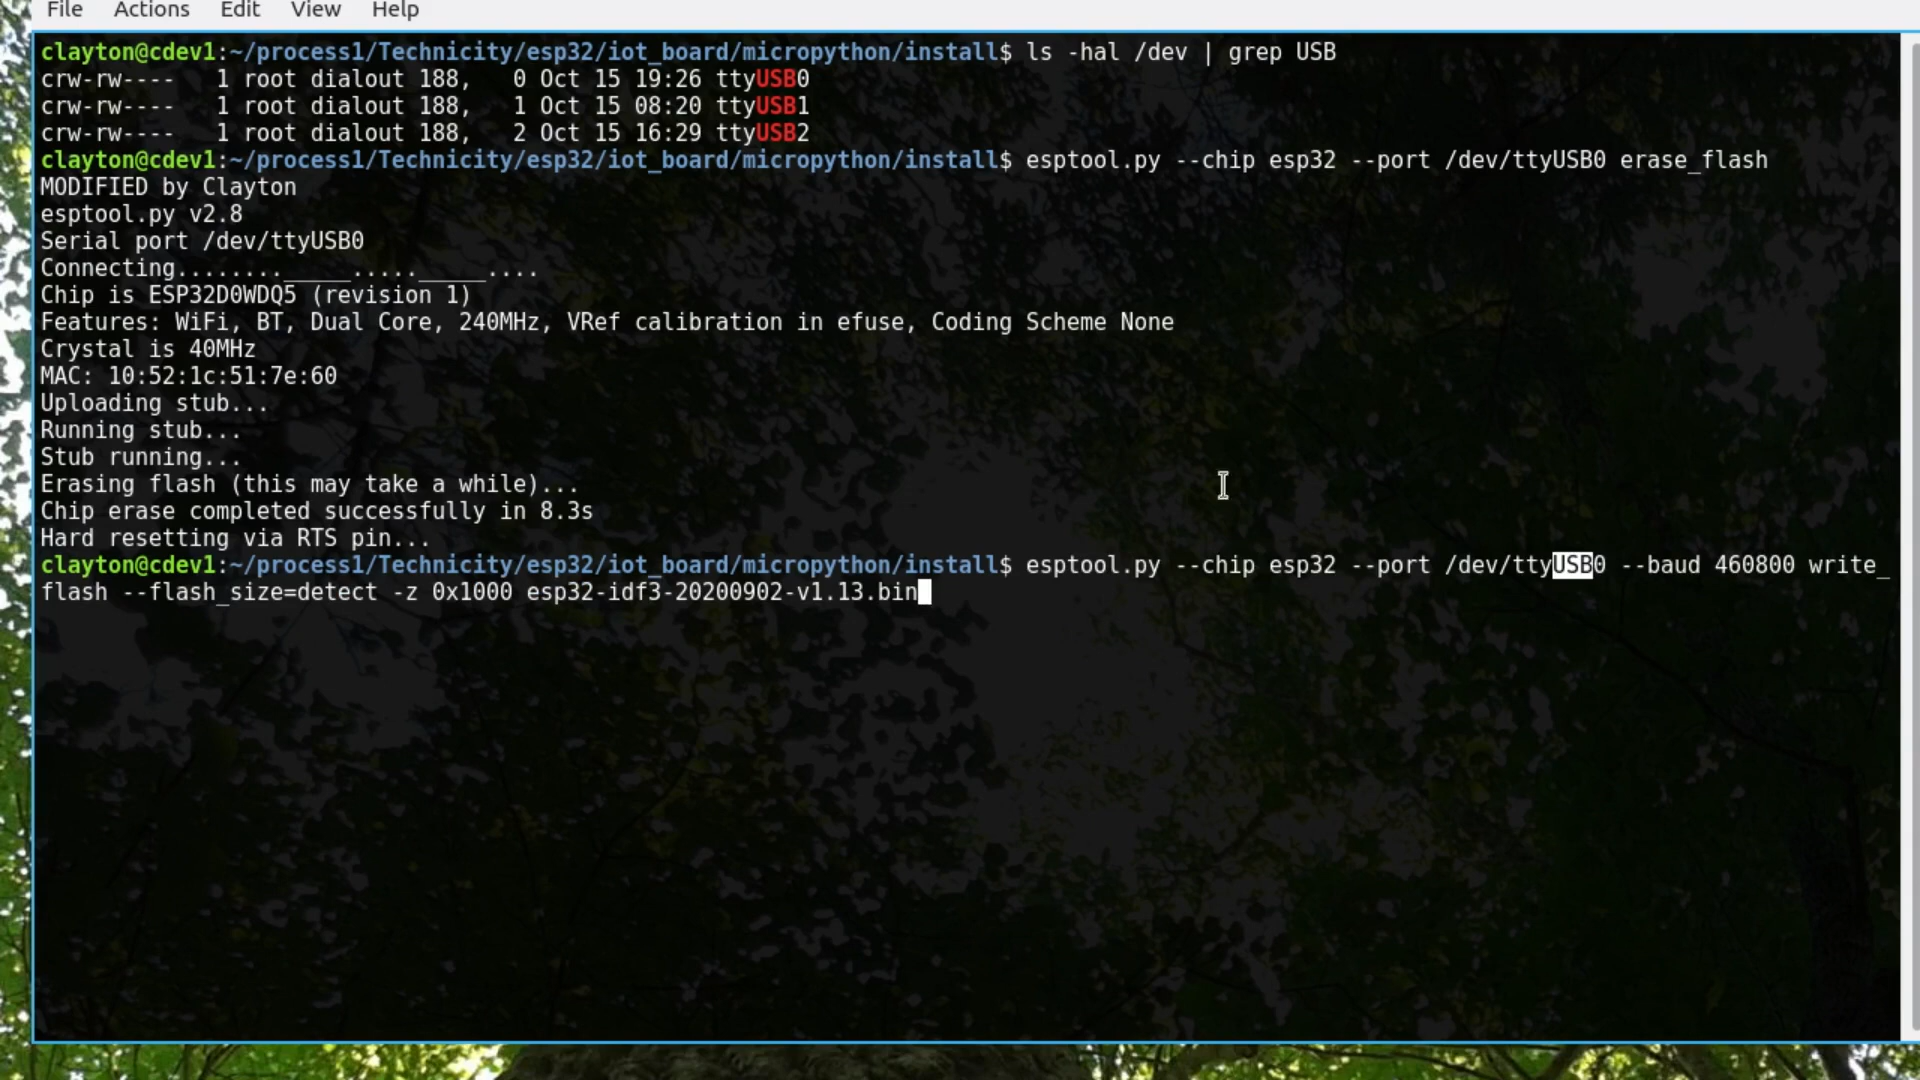 File Actions Edit View Help
clayton@cdev1:~/process1/Technicity/esp32/iot_board/micropython/install$ ls -hal /dev | grep USB
crw-rw----   1 root dialout 188,   0 Oct 15 19:26 ttyUSB0
crw-rw----   1 root dialout 188,   1 Oct 15 08:20 ttyUSB1
crw-rw----   1 root dialout 188,   2 Oct 15 16:29 ttyUSB2
clayton@cdev1:~/process1/Technicity/esp32/iot_board/micropython/install$ esptool.py --chip esp32 --port /dev/ttyUSB0 erase_flash
MODIFIED by Clayton
esptool.py v2.8
Serial port /dev/ttyUSB0
Connecting........_____....._____....
Chip is ESP32D0WDQ5 (revision 1)
Features: WiFi, BT, Dual Core, 240MHz, VRef calibration in efuse, Coding Scheme None
Crystal is 40MHz
MAC: 10:52:1c:51:7e:60
Uploading stub...
Running stub...
Stub running...
Erasing flash (this may take a while)...
Chip erase completed successfully in 8.3s
Hard resetting via RTS pin...
clayton@cdev1:~/process1/Technicity/esp32/iot_board/micropython/install$ esptool.py --chip esp32 --port /dev/ttyUSB0 --baud 460800 write_
flash --flash_size=detect -z 0x1000 esp32-idf3-20200902-v1.13.bin